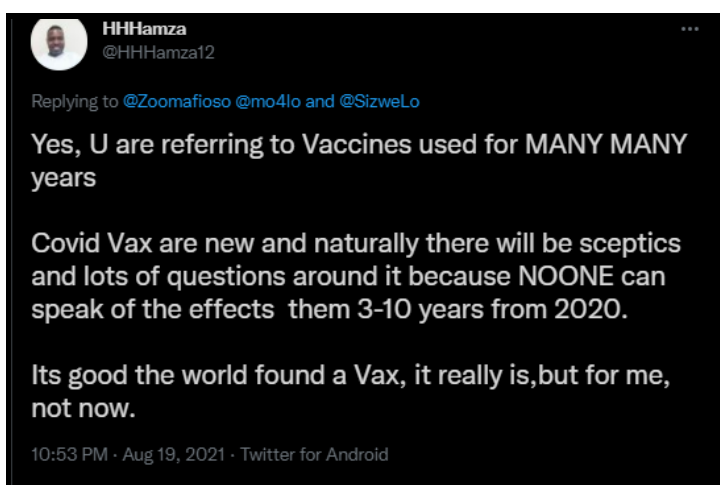 HHHamza
@HHHamza12
Replying to @Zoomafioso @mo4lo and @SizweLo
Yes, U are referring to Vaccines used for MANY MANY
years
Covid Vax are new and naturally there will be sceptics
and lots of questions around it because NOONE can
speak of the effects  them 3-10 years from 2020.
Its good the world found a Vax, it really is,but for me,
not now.
10:53 PM · Aug 19, 2021 · Twitter for Android